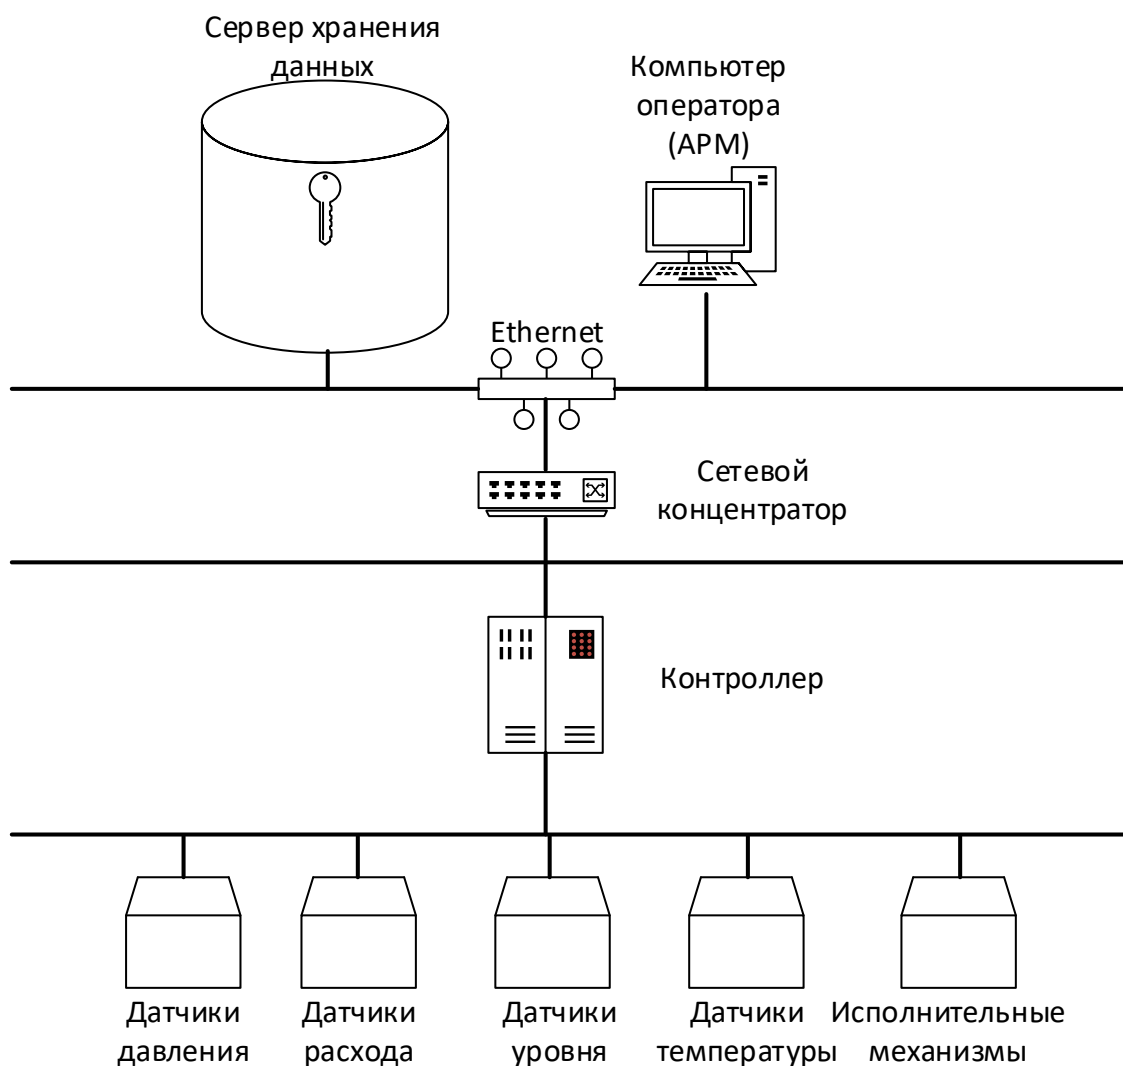 Сервер хранения
данных
Компьютер
оператора
(АРМ)
Ethernet
Сетевой
концентратор
Контроллер
Датчики
давления
Датчики
расхода
Датчики
уровня
Датчики
температуры
Исполнительные
механизмы